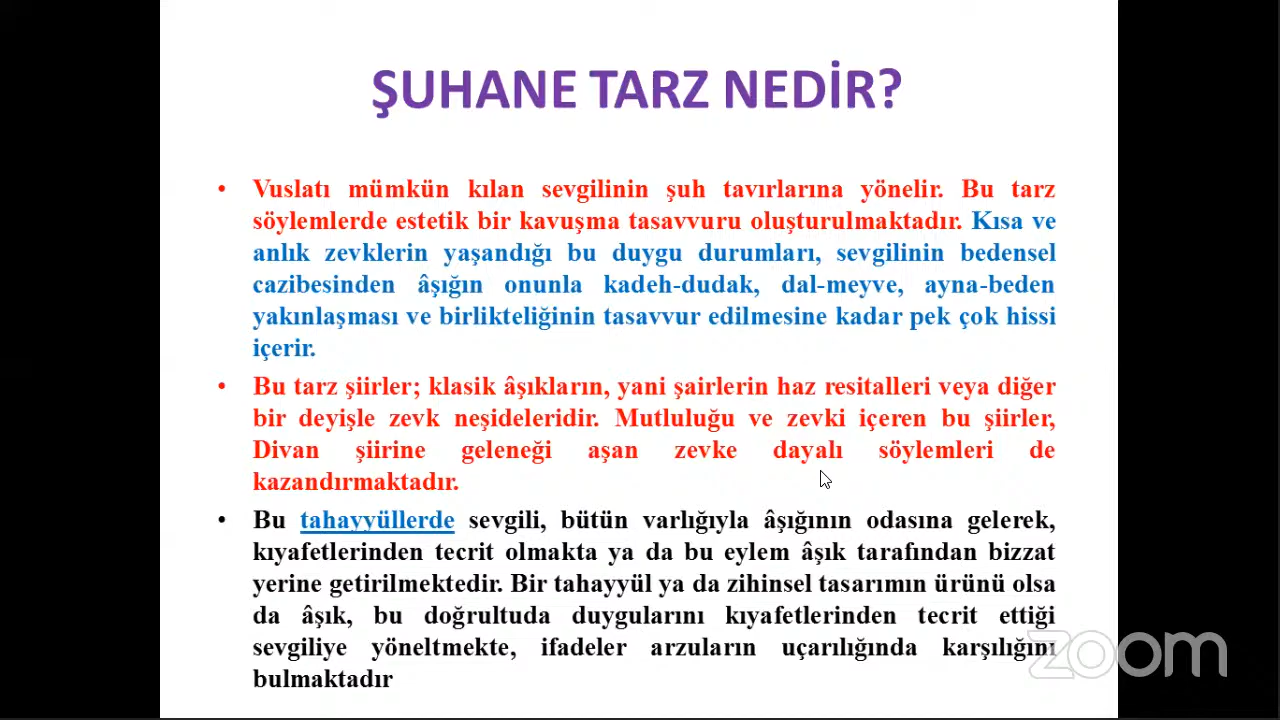 ŞUHANE TARZ NEDİR?
• Vuslatı mümkün kılan sevgilinin şuh tavırlarına yönelir. Bu tarz
söylemlerde estetik bir kavuşma tasavvuru oluşturulmaktadır. Kısa ve
anlık zevklerin yaşandığı bu duygu durumları, sevgilinin bedensel
cazibesinden âşığın onunla kadeh-dudak, dal-meyve, ayna-beden
yakınlaşması ve birlikteliğinin tasavvur edilmesine kadar pek çok hissi
içerir.
• Bu tarz şiirler; klasik âşıkların, yani şairlerin haz resitalleri veya diğer
bir deyişle zevk neşideleridir. Mutluluğu ve zevki içeren bu şiirler,
Divan şiirine geleneği aşan zevke dayalı söylemleri de
kazandırmaktadır.
• Bu tahayyüllerde sevgili, bütün varlığıyla âşığının odasına gelerek,
kıyafetlerinden tecrit olmakta ya da bu eylem âşık tarafından bizzat
yerine getirilmektedir. Bir tahayyül ya da zihinsel tasarımın ürünü olsa
da âşık, bu doğrultuda duygularını kıyafetlerinden tecrit ettiği
sevgiliye yöneltmekte, ifadeler arzuların uçarılığında karşılığını
bulmaktadır
zoom